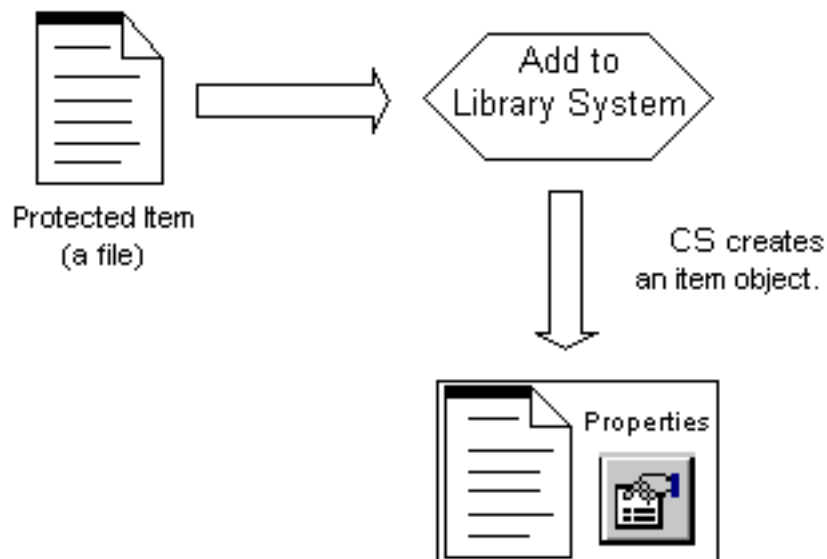 Add to
Library System
Protected Item
(a file)
CS creates
an item object.
Properties